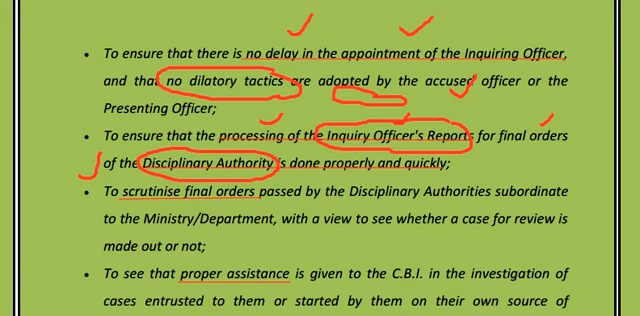 • To ensure that there is no delay in the appointment of the Inquiring Officer,
and that no dilatory tactics are adopted by the accused officer or the
Presenting Officer;
• To ensure that the processing of the Inquiry Officer's Reports for final orders
of the Disciplinary Authority is done properly and quickly;
• To scrutinise final orders passed by the Disciplinary Authorities subordinate
to the Ministry/Department, with a view to see whether a case for review is
made out or not;
• To see that proper assistance is given to the C.B.I. in the investigation of
cases entrusted to them or started by them on their own source of